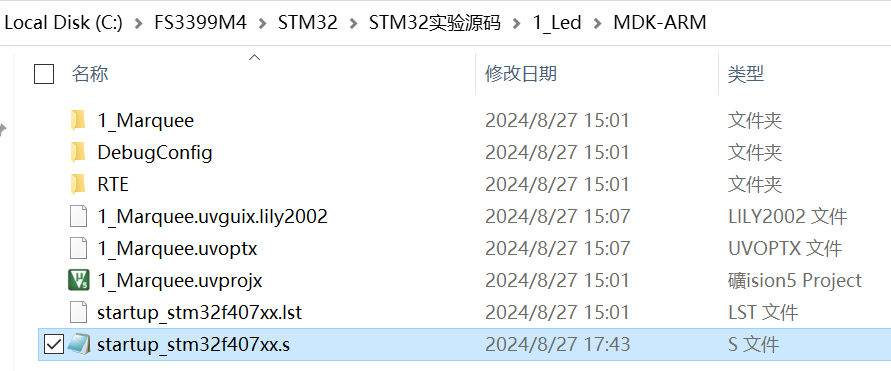 Local Disk (C:) > FS3399M4 > STM32 > STM32实验源码 > 1_Led > MDK-ARM
名称 修改日期 类型
1_Marquee 2024/8/27 15:01 文件夹
DebugConfig 2024/8/27 15:01 文件夹
RTE 2024/8/27 15:01 文件夹
1_Marquee.uvguix.lily2002 2024/8/27 15:07 LILY2002 文件
1_Marquee.uvoptx 2024/8/27 15:07 UVOPTX 文件
1_Marquee.uvprojx 2024/8/27 15:01 礦ision5 Project
startup_stm32f407xx.lst 2024/8/27 15:01 LST 文件
startup_stm32f407xx.s 2024/8/27 17:43 S 文件